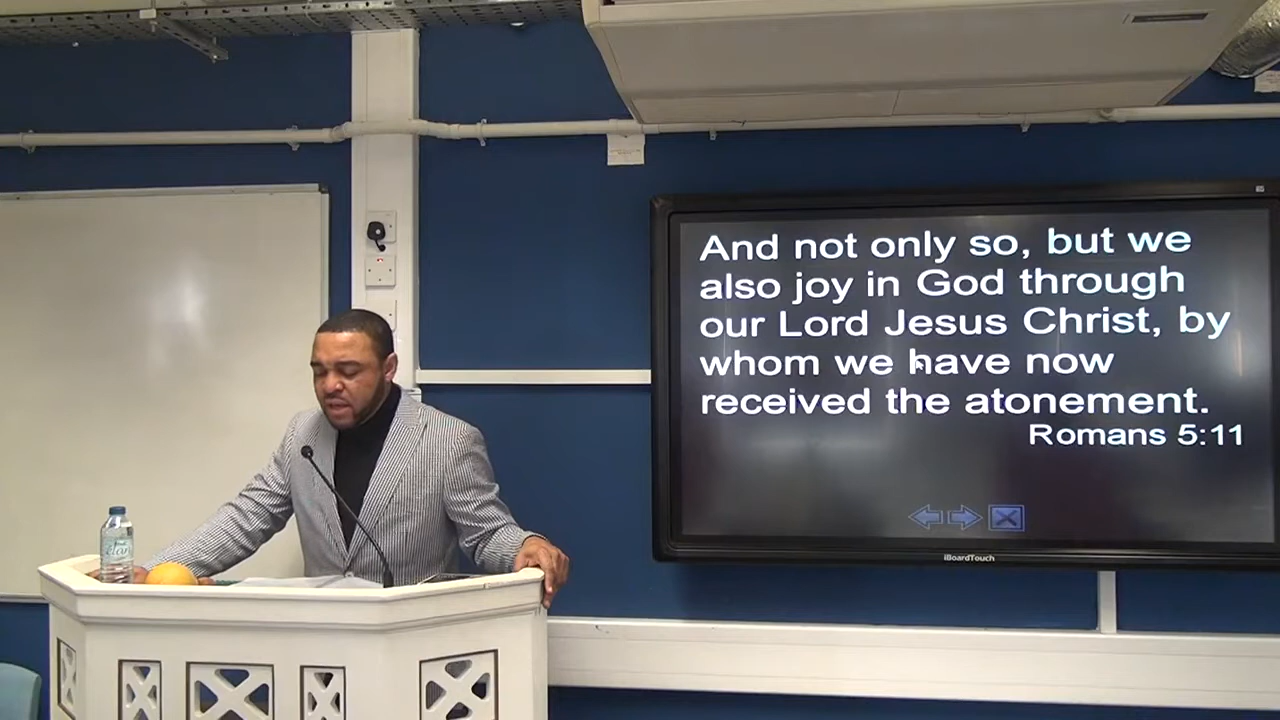 And not only so, but we
also joy in God through
our Lord Jesus Christ, by
whom we have now
received the atonement.
Romans 5:11
iBoardTouch